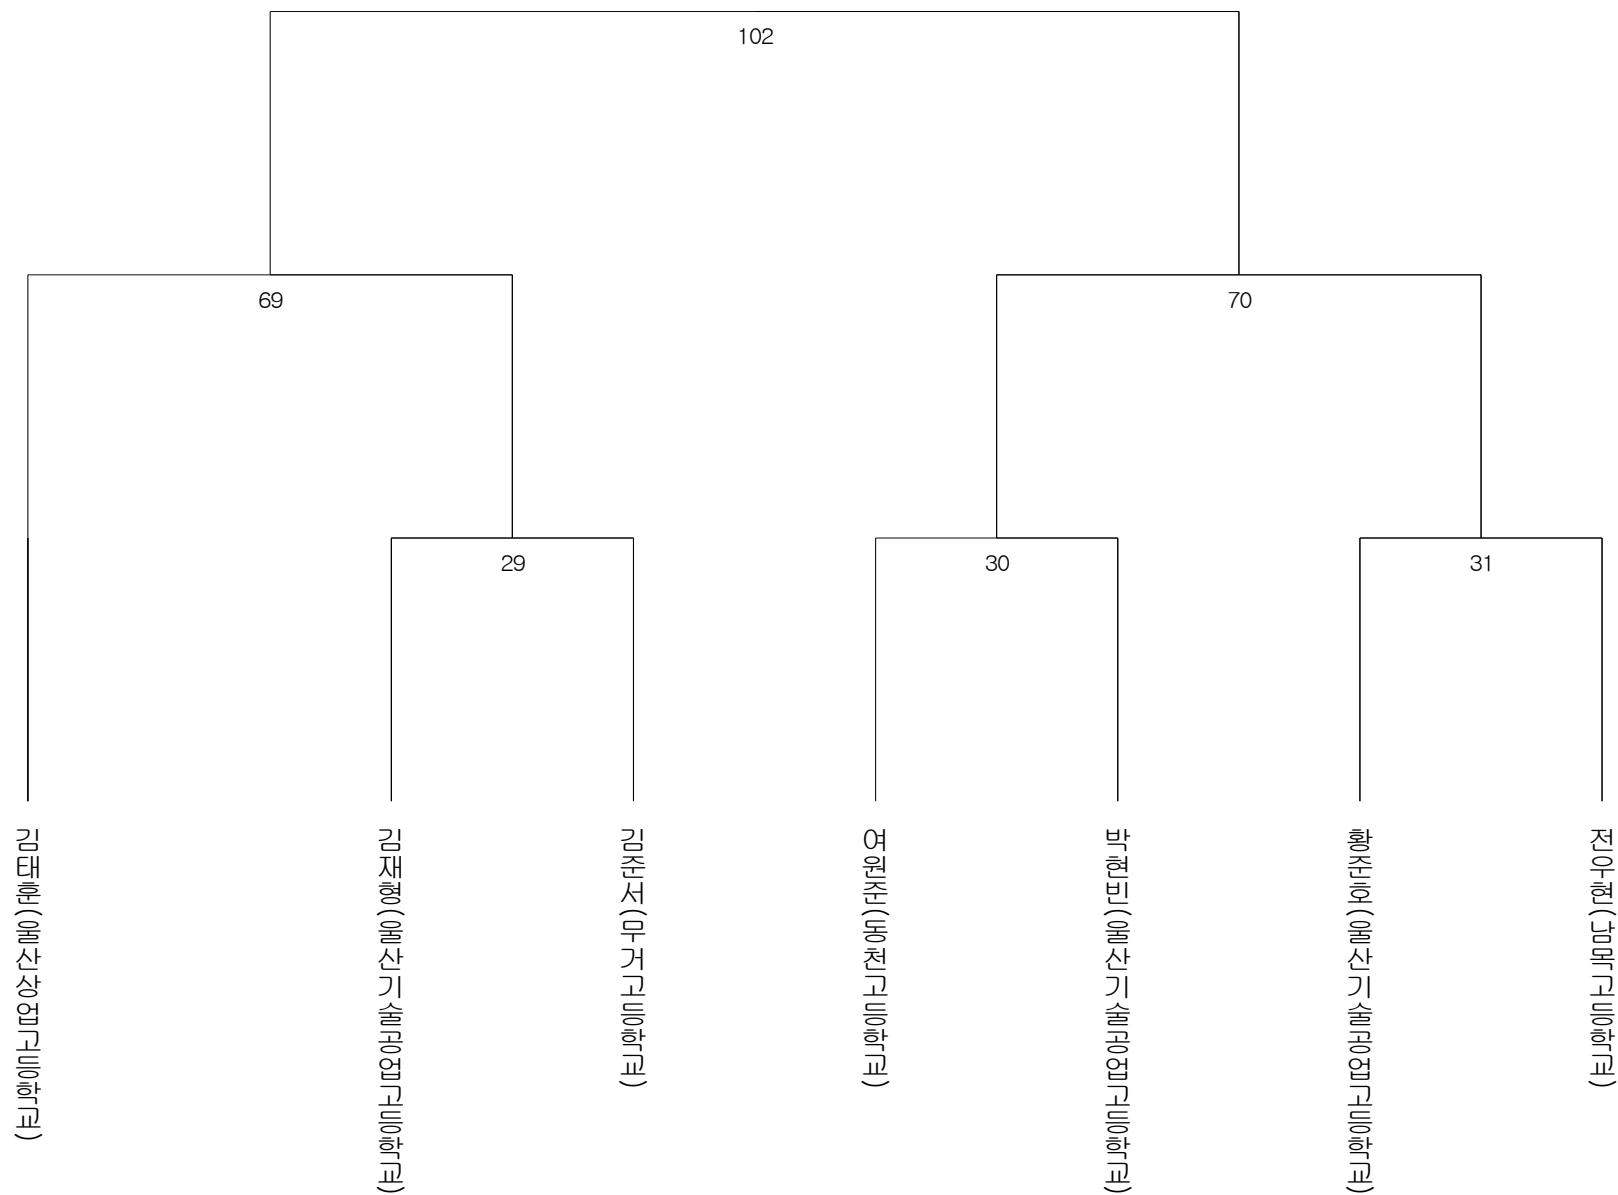 102
69
70
29
30
31
김태훈(울산상업고등학교)
김재형(울산기술공업고등학교)
김준서(무거고등학교)
여원준(동천고등학교)
박현빈(울산기술공업고등학교)
황준호(울산기술공업고등학교)
전우현(남목고등학교)